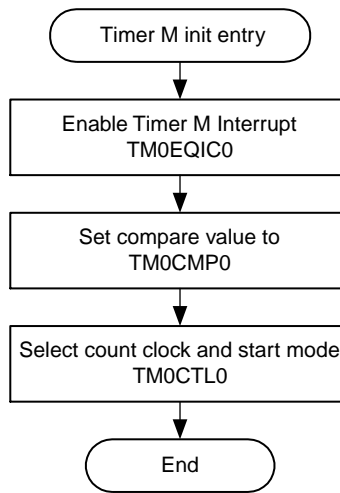 Timer M init entry
Enable Timer M Interrupt
TM0EQIC0
Set compare value to
TM0CMP0
Select count clock and start mode
TM0CTL0
End